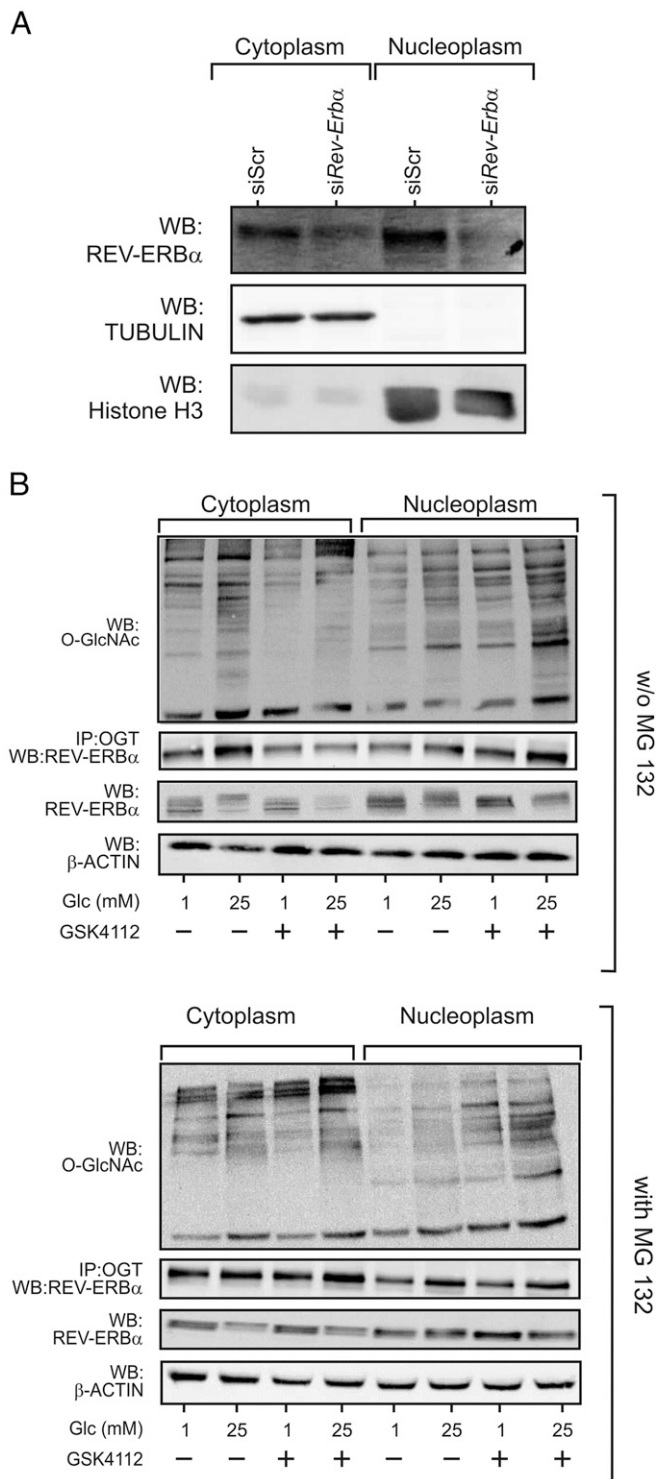 A
Cytoplasm Nucleoplasm
siScr siRev-Erbα siScr siRev-Erbα
WB:
REV-ERBα
WB:
TUBULIN
WB:
Histone H3
B
Cytoplasm Nucleoplasm
WB:
O-GlcNAc
IP:OGT
WB:REV-ERBα
WB:
REV-ERBα
WB:
β-ACTIN
Glc (mM) 1 25 1 25 1 25 1 25
GSK4112 − − + + − − + +
w/o MG 132
Cytoplasm Nucleoplasm
WB:
O-GlcNAc
IP:OGT
WB:REV-ERBα
WB:
REV-ERBα
WB:
β-ACTIN
Glc (mM) 1 25 1 25 1 25 1 25
GSK4112 − − + + − − + +
with MG 132